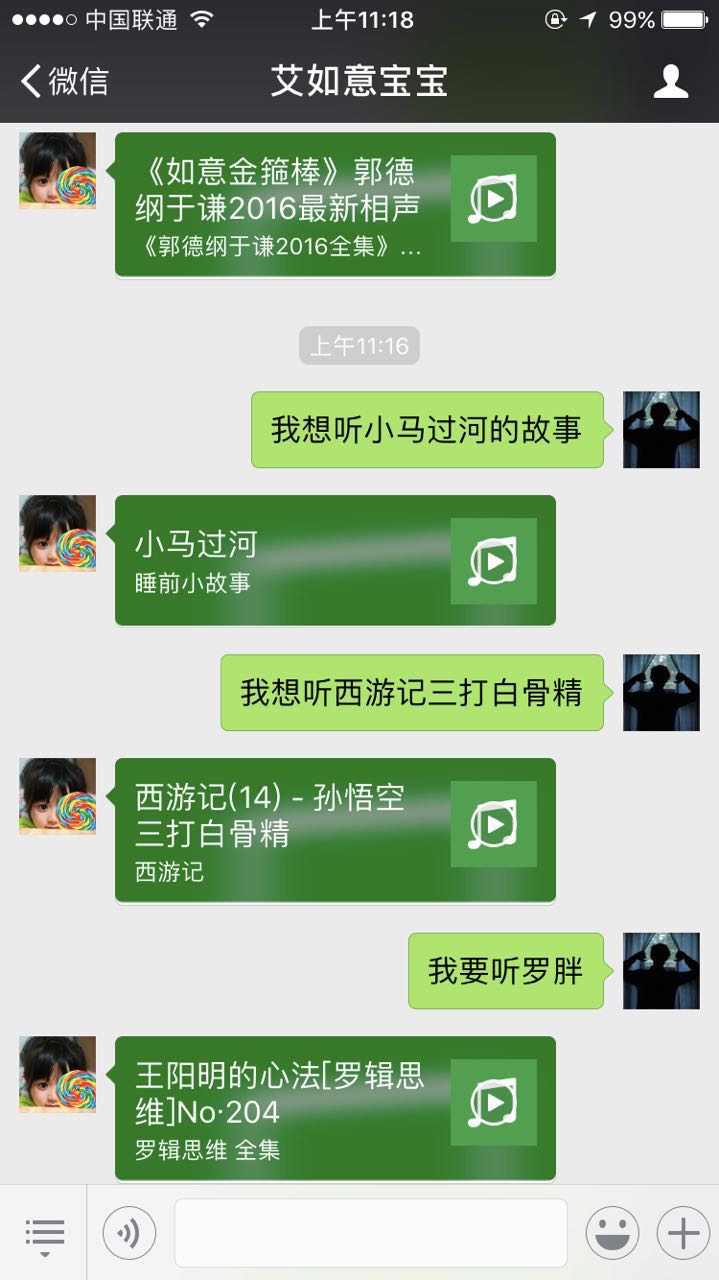 中国联通 上午11:18 99%
微信 艾如意宝宝
《如意金箍棒》郭德
纲于谦2016最新相声
《郭德纲于谦2016全集》...
上午11:16
我想听小马过河的故事
小马过河
睡前小故事
我想听西游记三打白骨精
西游记(14) - 孙悟空
三打白骨精
西游记
我要听罗胖
王阳明的心法[罗辑思
维]No·204
罗辑思维 全集